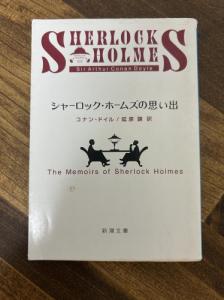 SHERLOCK HOLMES
Sir Arthur Conan Doyle
シャーロック・ホームズの思い出
コナン・ドイル/延原 謙 訳
The Memoirs of Sherlock Holmes
新潮文庫